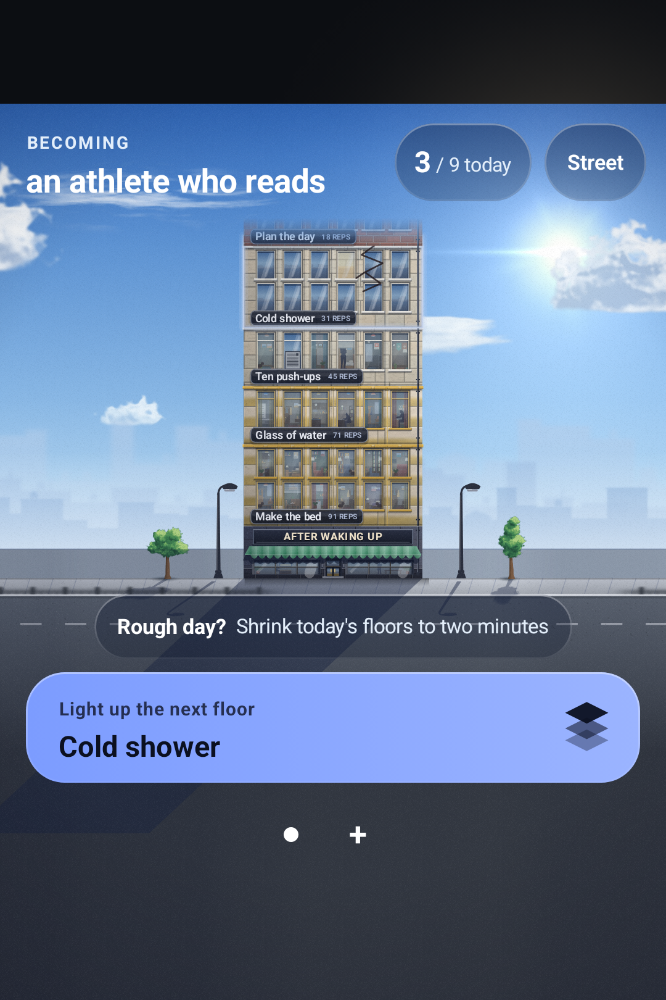 BECOMING
an athlete who reads
3 / 9 today
Street
Plan the day 18 REPS
Cold shower 31 REPS
Ten push-ups 45 REPS
Glass of water 71 REPS
Make the bed 91 REPS
AFTER WAKING UP
Rough day? Shrink today's floors to two minutes
Light up the next floor
Cold shower